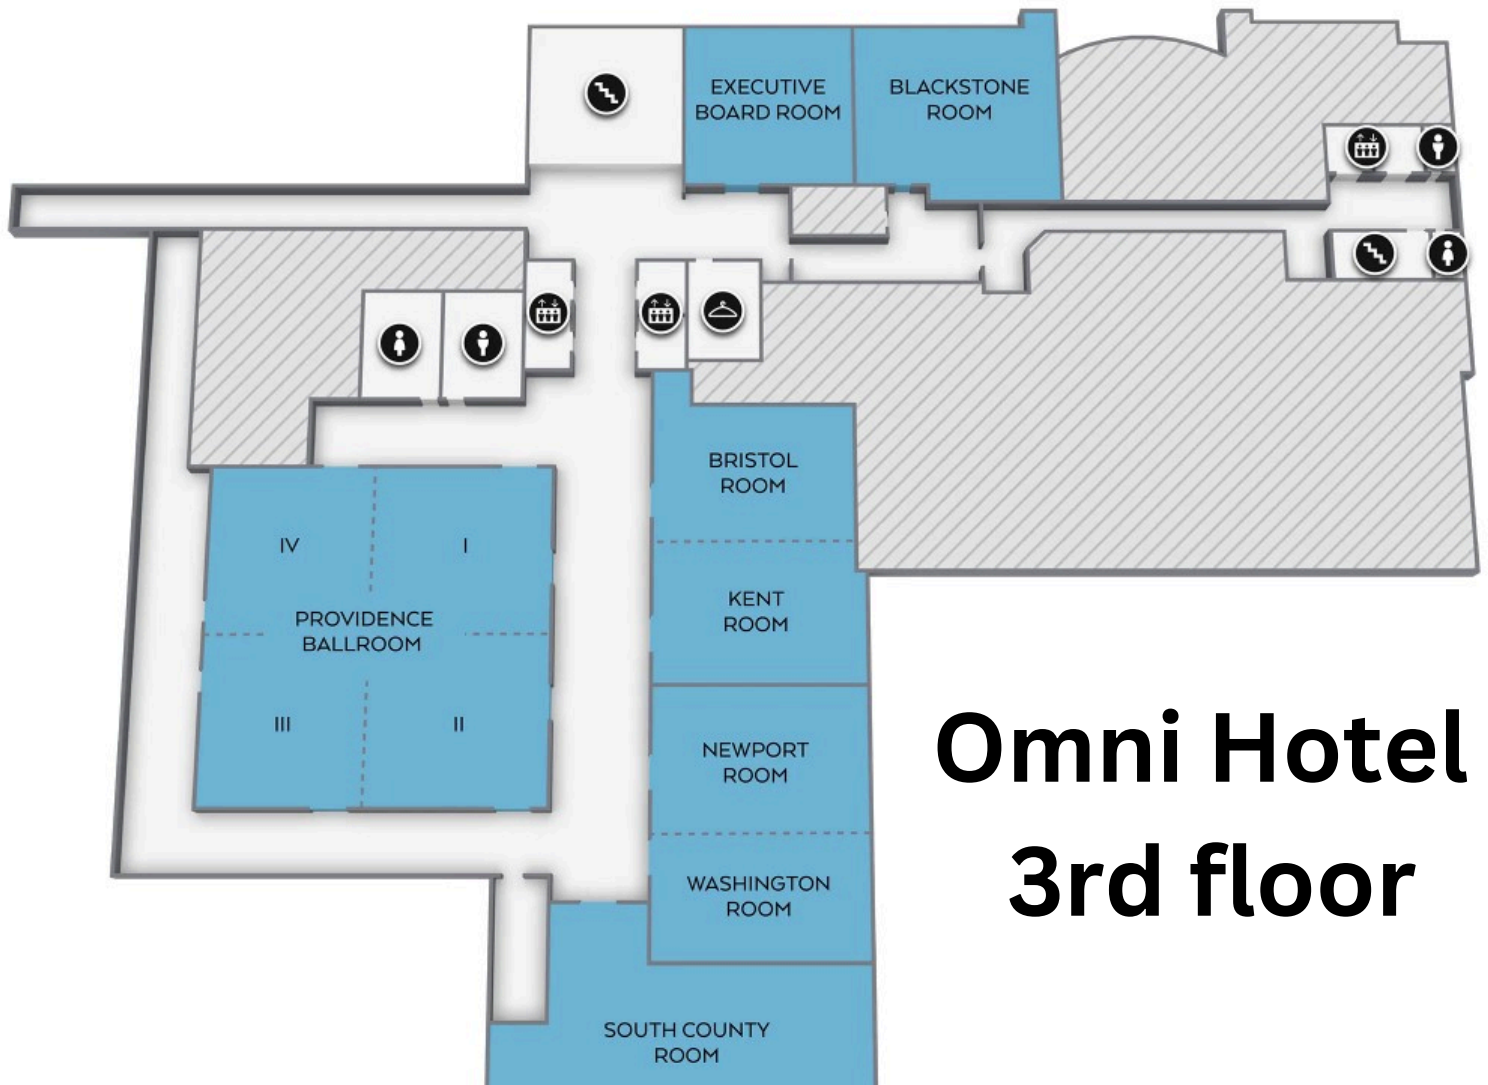 EXECUTIVE
BOARD ROOM
BLACKSTONE
ROOM
BRISTOL
ROOM
IV
I
KENT
ROOM
PROVIDENCE
BALLROOM
III
II
NEWPORT
ROOM
Omni Hotel
3rd floor
WASHINGTON
ROOM
SOUTH COUNTY
ROOM